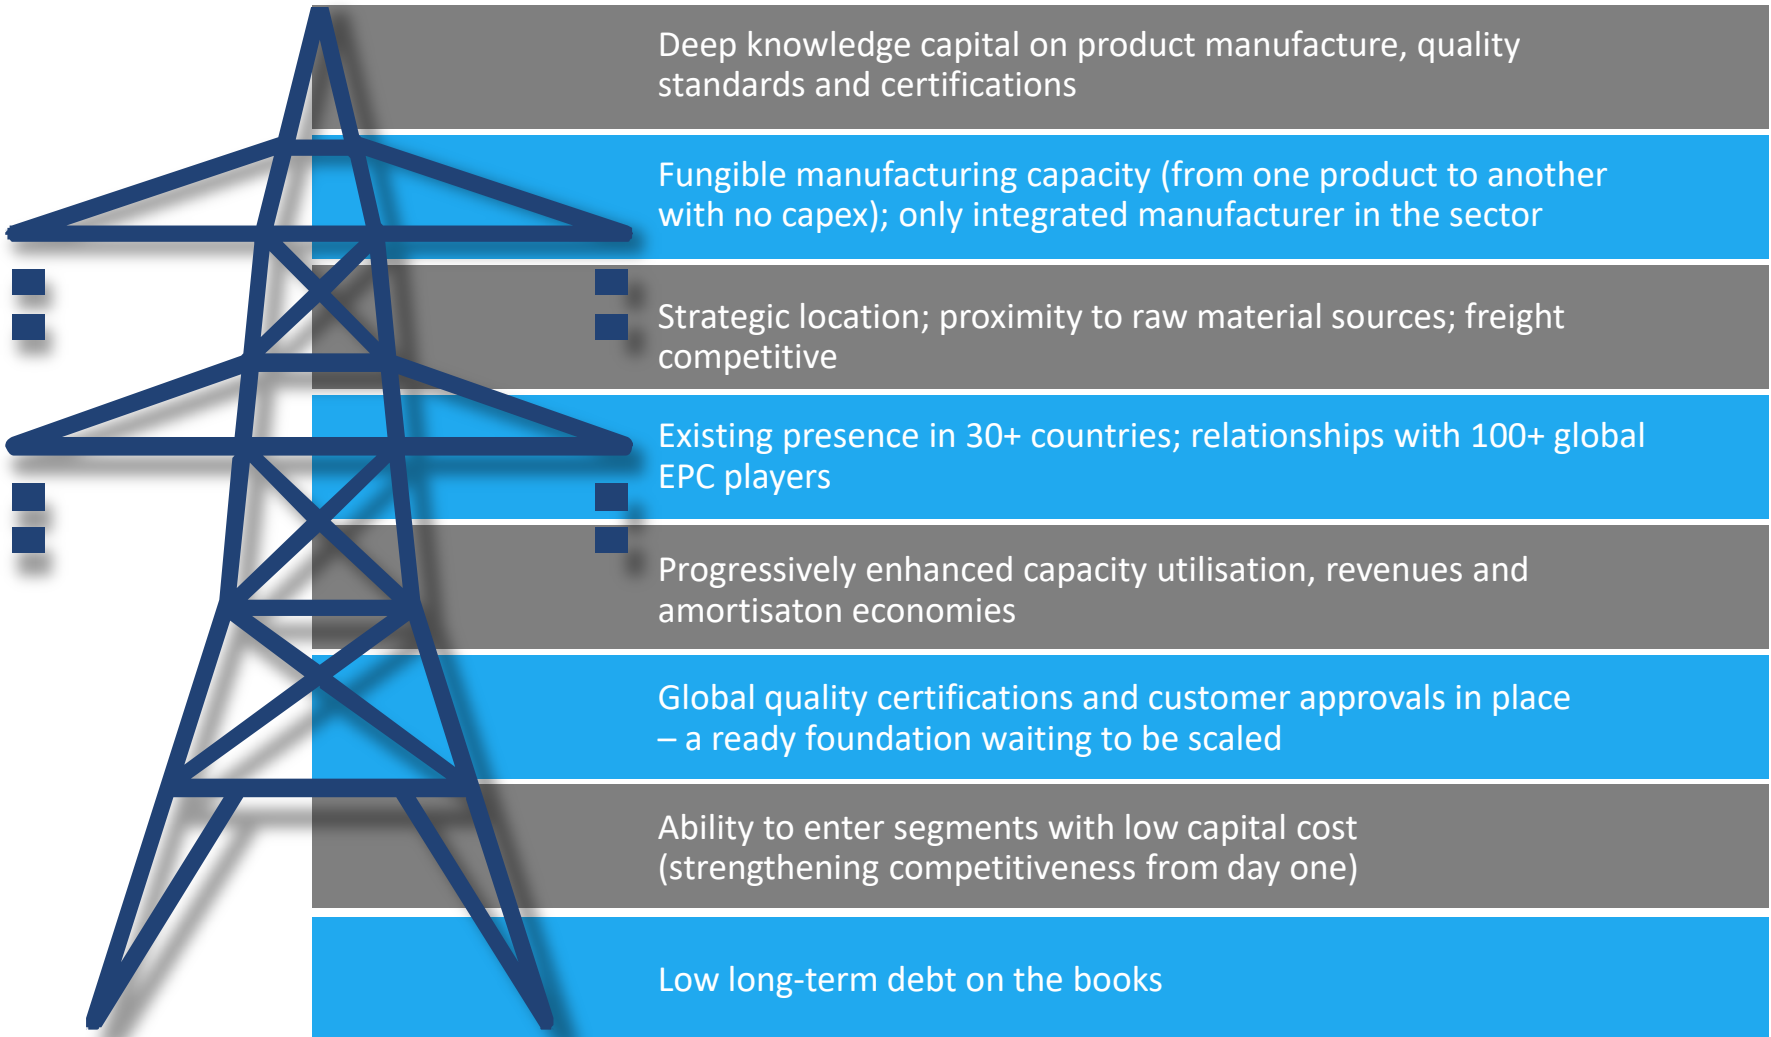 Deep knowledge capital on product manufacture, quality
standards and certifications
Fungible manufacturing capacity (from one product to another
with no capex); only integrated manufacturer in the sector
Strategic location; proximity to raw material sources; freight
competitive
Existing presence in 30+ countries; relationships with 100+ global
EPC players
Progressively enhanced capacity utilisation, revenues and
amortisaton economies
Global quality certifications and customer approvals in place
– a ready foundation waiting to be scaled
Ability to enter segments with low capital cost
(strengthening competitiveness from day one)
Low long-term debt on the books